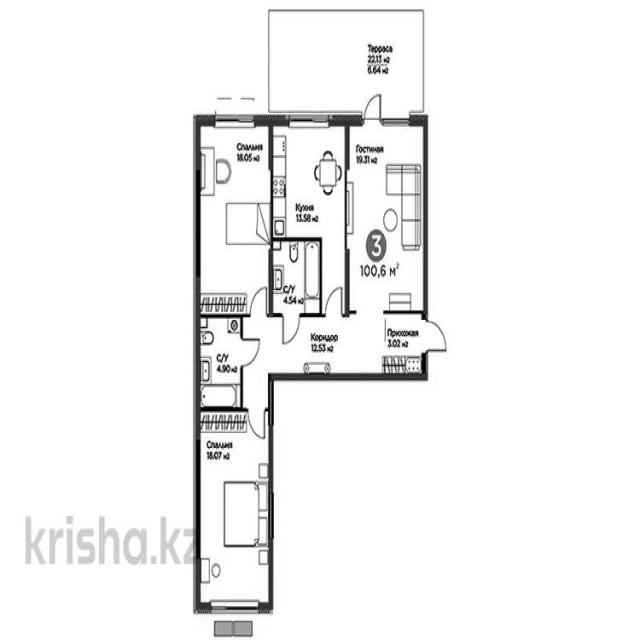 Терраса
22.13 м2
6.64 м2
Спальня
18.05 м2
Гостиная
19.31 м2
Кухня
13.58 м2
3
100,6 м²
С/У
4.54 м2
Коридор
12.53 м2
Прихожая
3.02 м2
С/У
4.90 м2
Спальня
18.07 м2
krisha.kz